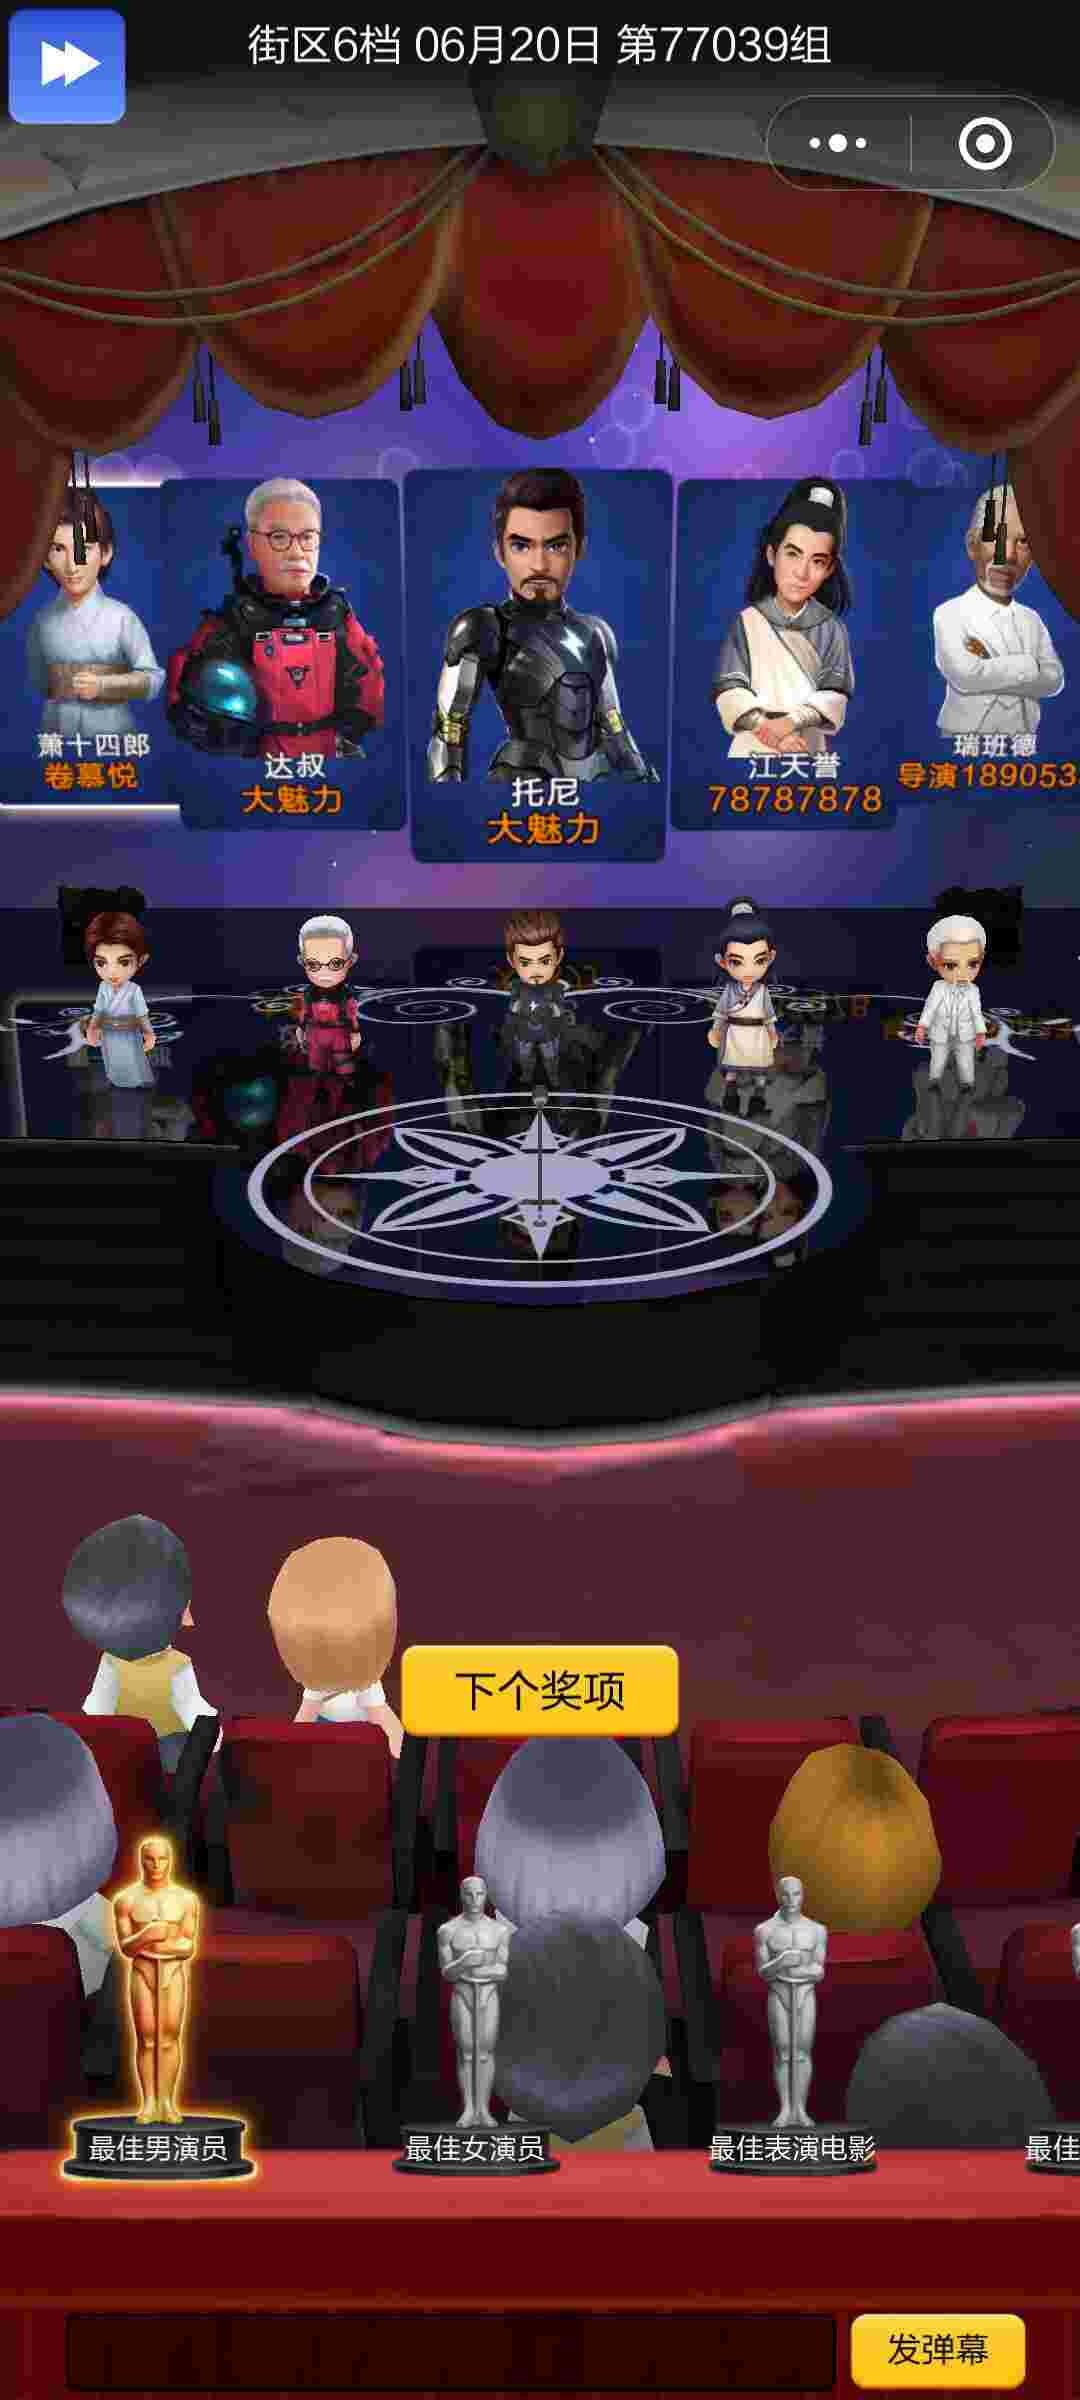 街区6档 06月20日 第77039组
萧十四郎
卷慕悦
达叔
大魅力
托尼
大魅力
江天誉
78787878
瑞班德
导演189053
下个奖项
最佳男演员
最佳女演员
最佳表演电影
最佳
发弹幕